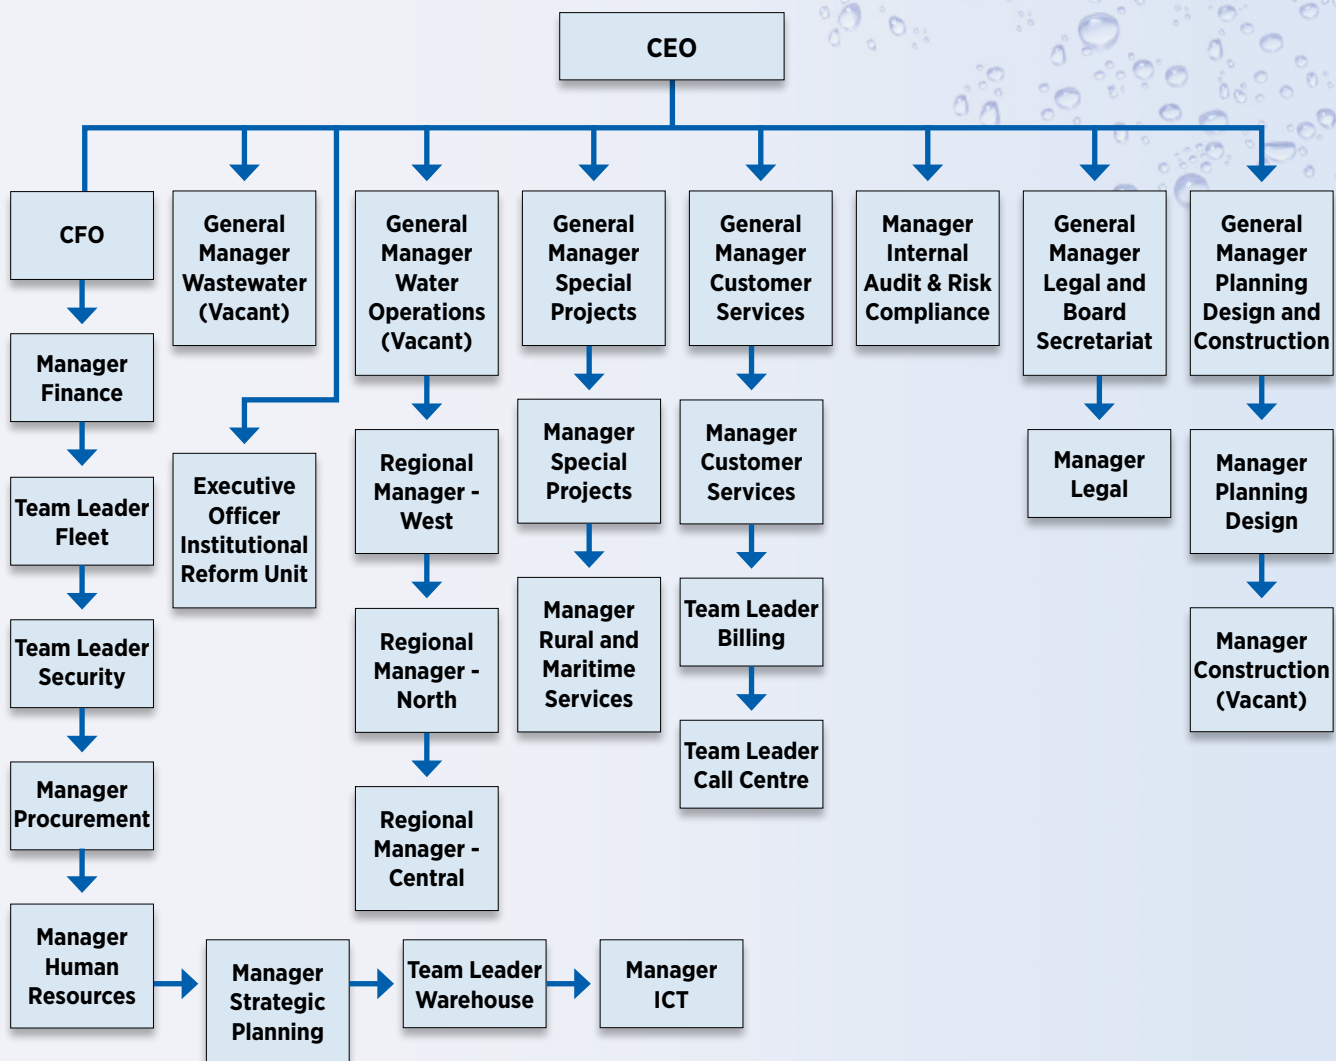 CEO
CFO
General
Manager
Wastewater
(Vacant)
General
Manager
Water
Operations
(Vacant)
General
Manager
Special
Projects
General
Manager
Customer
Services
Manager
Internal
Audit & Risk
Compliance
General
Manager
Legal and
Board
Secretariat
General
Manager
Planning
Design and
Construction
Manager
Finance
Executive
Officer
Institutional
Reform Unit
Regional
Manager -
West
Manager
Special
Projects
Manager
Customer
Services
Manager
Legal
Manager
Planning
Design
Team Leader
Fleet
Team Leader
Security
Regional
Manager -
North
Manager
Rural and
Maritime
Services
Team Leader
Billing
Manager
Construction
(Vacant)
Manager
Procurement
Regional
Manager -
Central
Team Leader
Call Centre
Manager
Human
Resources
Manager
Strategic
Planning
Team Leader
Warehouse
Manager
ICT